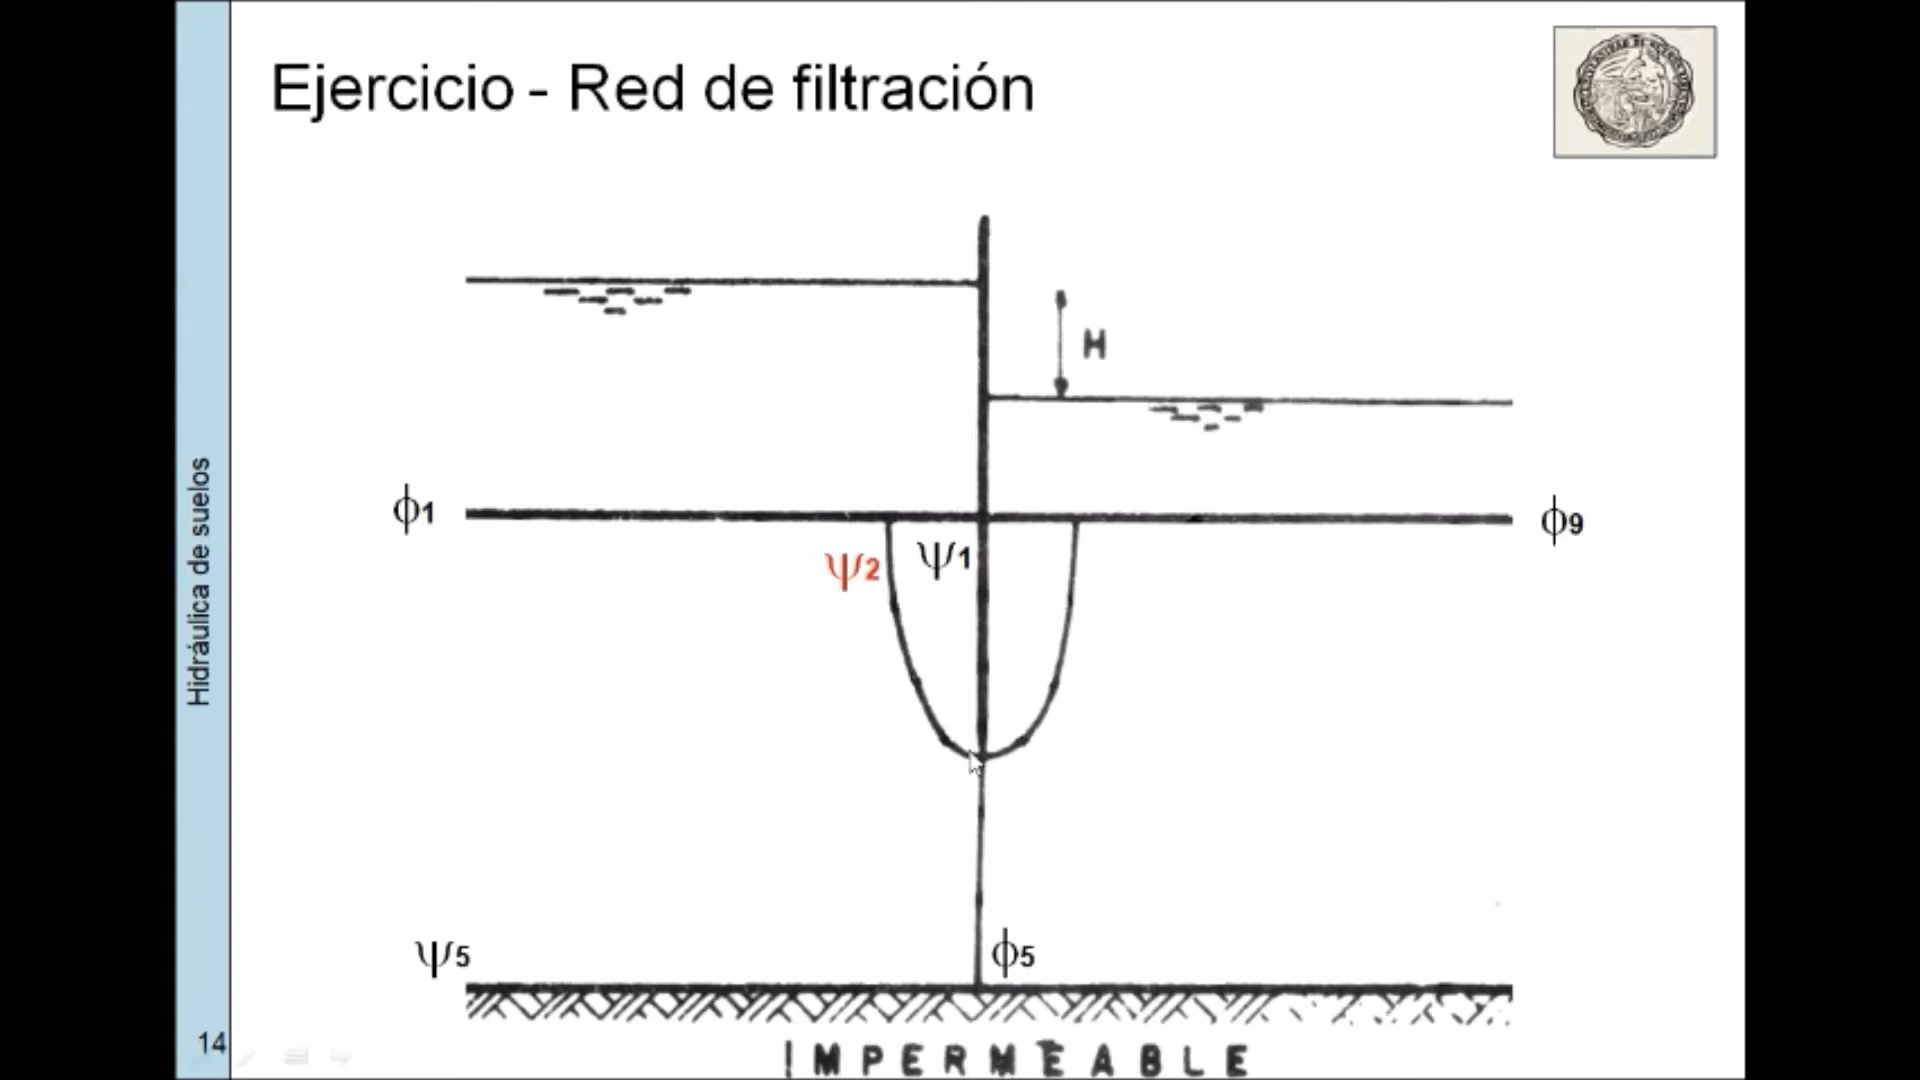 Ejercicio - Red de filtración
H
ϕ1
ϕ9
ψ2
ψ1
ψ5
ϕ5
Hidráulica de suelos
14
IMPERMEABLE